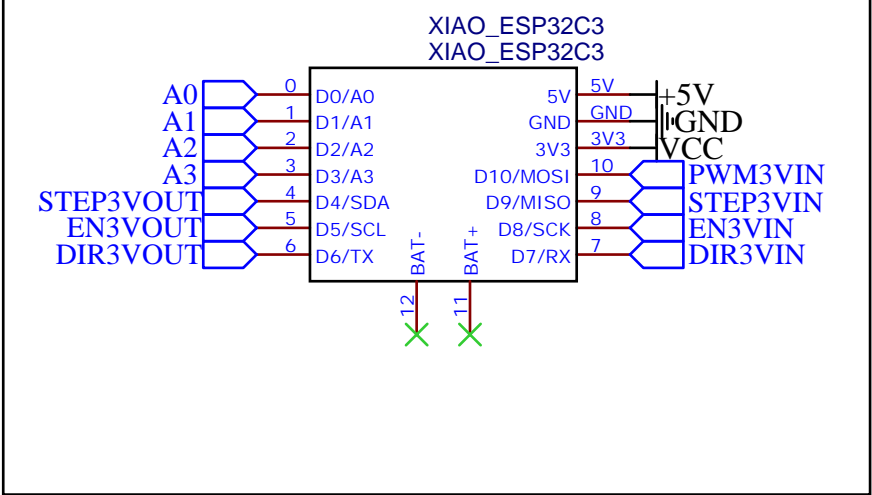 XIAO_ESP32C3
XIAO_ESP32C3
A0 0 D0/A0 5V 5V +5V
A1 1 D1/A1 GND GND GND
A2 2 D2/A2 3V3 3V3 VCC
A3 3 D3/A3 D10/MOSI 10 PWM3VIN
STEP3VOUT 4 D4/SDA D9/MISO 9 STEP3VIN
EN3VOUT 5 D5/SCL D8/SCK 8 EN3VIN
DIR3VOUT 6 D6/TX BAT- BAT+ D7/RX 7 DIR3VIN
12 11